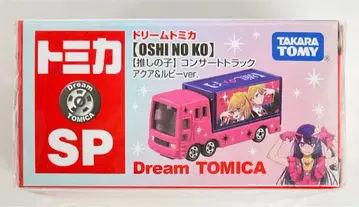 トミカ
Dream
TOMICA
SP
ドリームトミカ
【OSHI NO KO】
【推しの子】コンサートトラック
アクア&ルビーver.
TAKARA
TOMY
Dream TOMICA